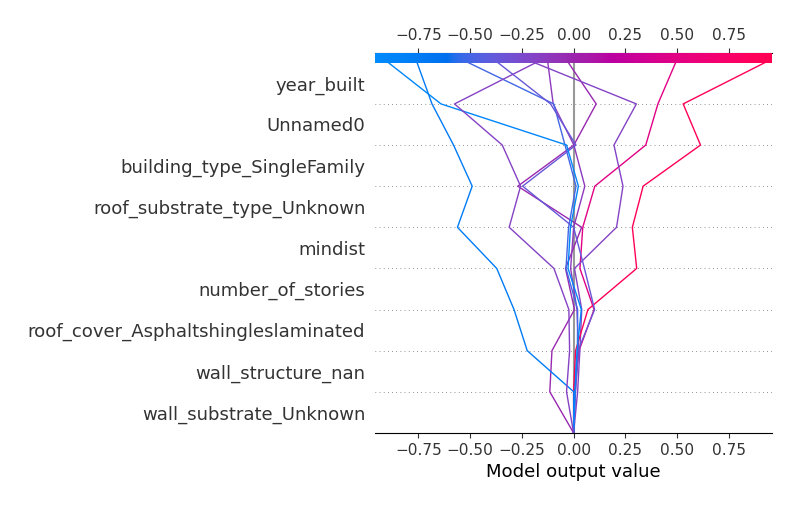 −0.75 −0.50 −0.25 0.00 0.25 0.50 0.75
year_built
Unnamed0
building_type_SingleFamily
roof_substrate_type_Unknown
mindist
number_of_stories
roof_cover_Asphaltshingleslaminated
wall_structure_nan
wall_substrate_Unknown
−0.75 −0.50 −0.25 0.00 0.25 0.50 0.75
Model output value